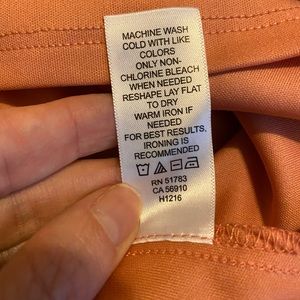 MACHINE WASH
COLD WITH LIKE
COLORS
ONLY NON-
CHLORINE BLEACH
WHEN NEEDED
RESHAPE LAY FLAT
TO DRY
WARM IRON IF
NEEDED
FOR BEST RESULTS,
IRONING IS
RECOMMENDED
RN 51783
CA 56910
H1216